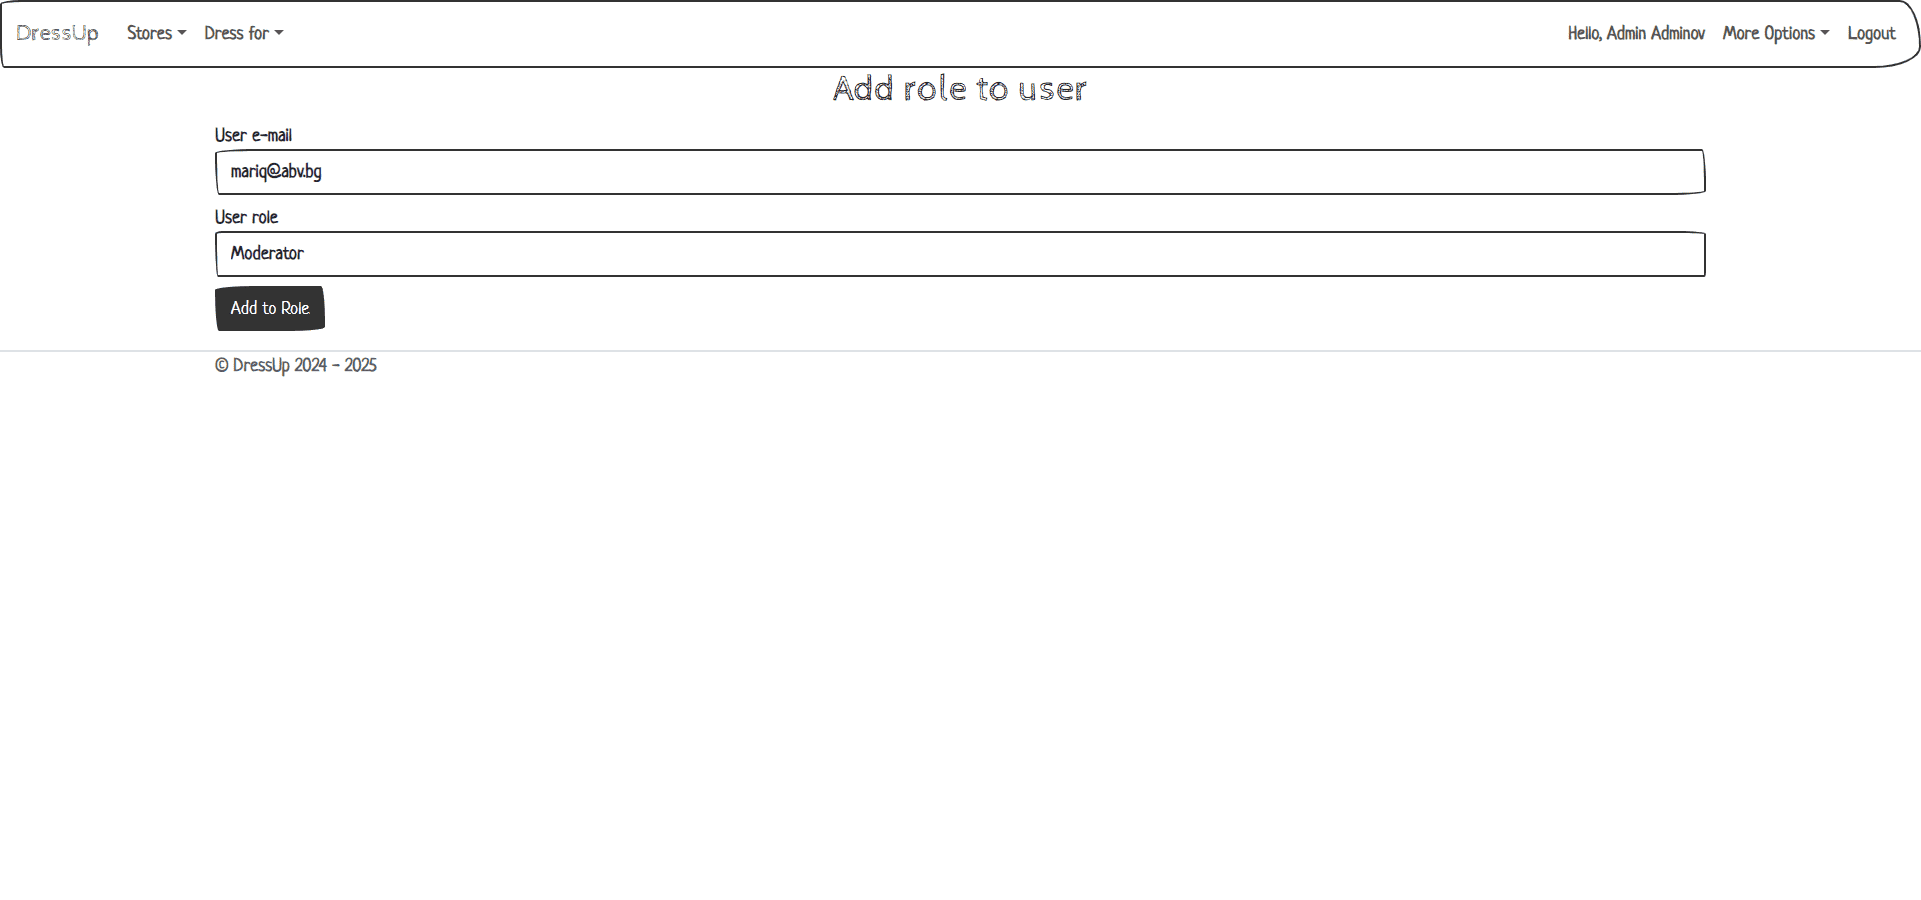 DressUp Stores Dress for Hello, Admin Adminov More Options Logout
Add role to user
User e-mail
mariq@abv.bg
User role
Moderator
Add to Role
© DressUp 2024 - 2025